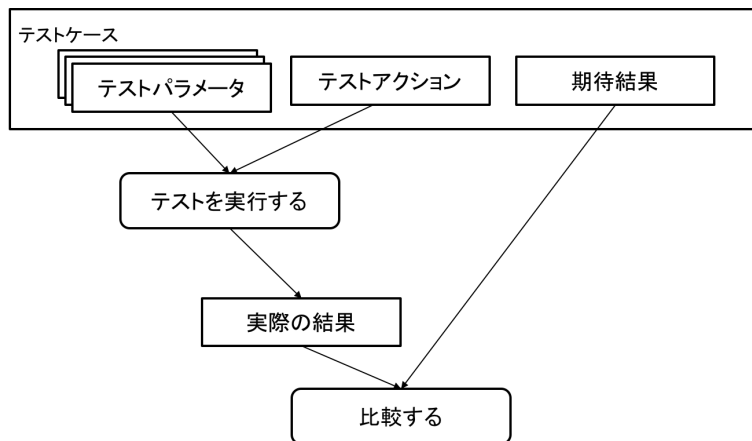 テストケース
テストパラメータ
テストアクション
期待結果
テストを実行する
実際の結果
比較する